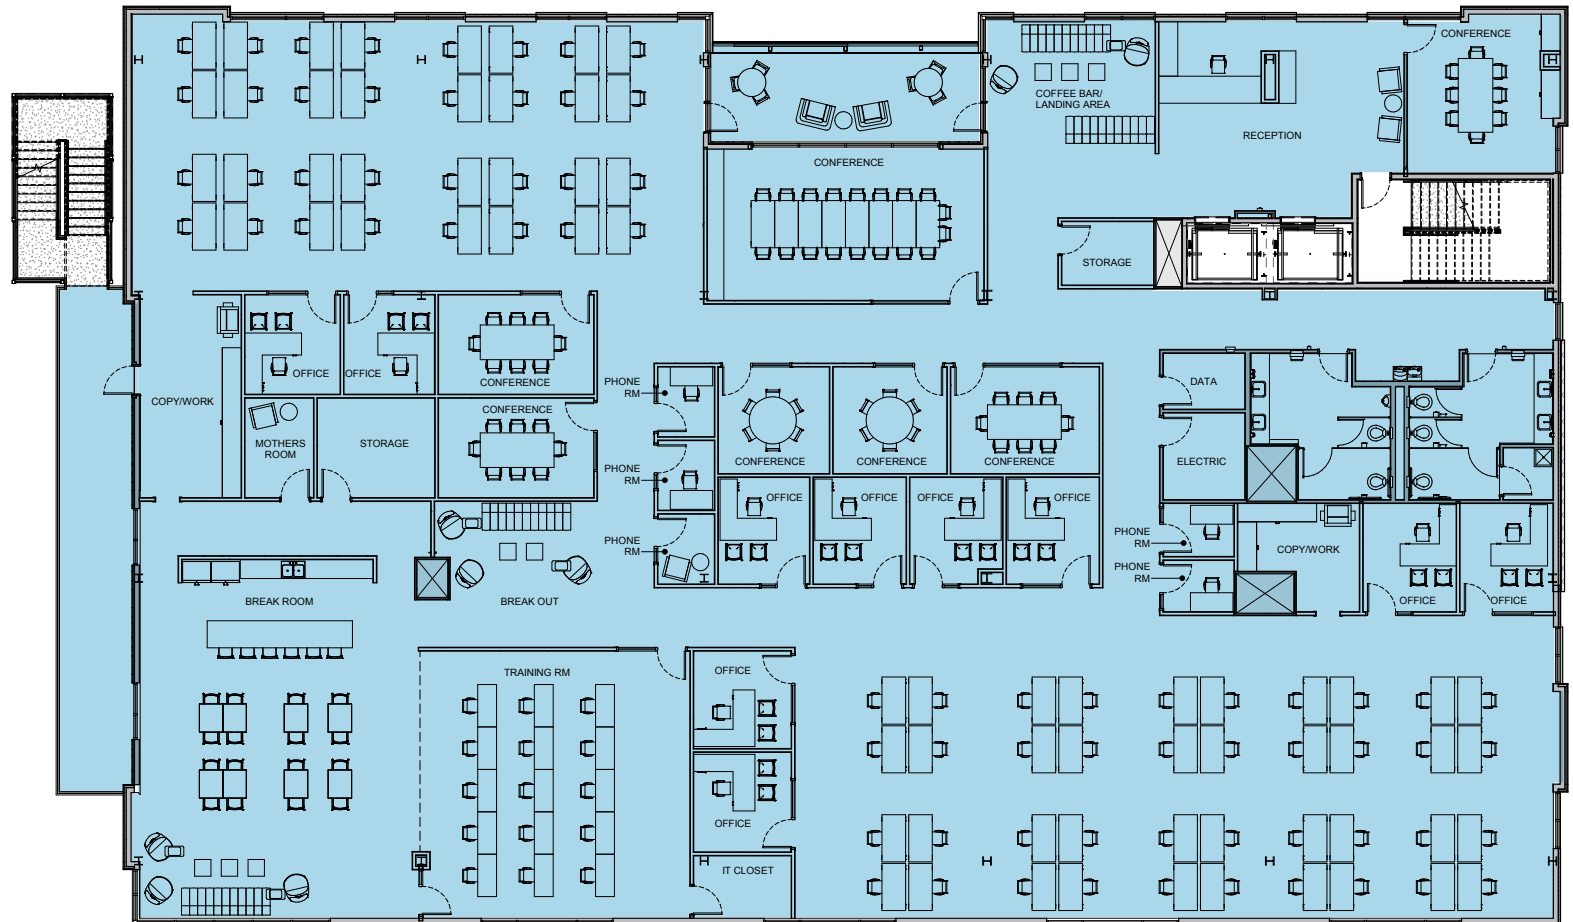 CONFERENCE
COFFEE BAR/
LANDING AREA
RECEPTION
CONFERENCE
STORAGE
OFFICE
OFFICE
CONFERENCE
COPY/WORK
MOTHERS
ROOM
STORAGE
CONFERENCE
PHONE
RM
PHONE
RM
PHONE
RM
CONFERENCE
CONFERENCE
CONFERENCE
OFFICE
OFFICE
OFFICE
OFFICE
DATA
ELECTRIC
PHONE
RM
PHONE
RM
COPY/WORK
OFFICE
OFFICE
BREAK ROOM
BREAK OUT
TRAINING RM
OFFICE
OFFICE
IT CLOSET